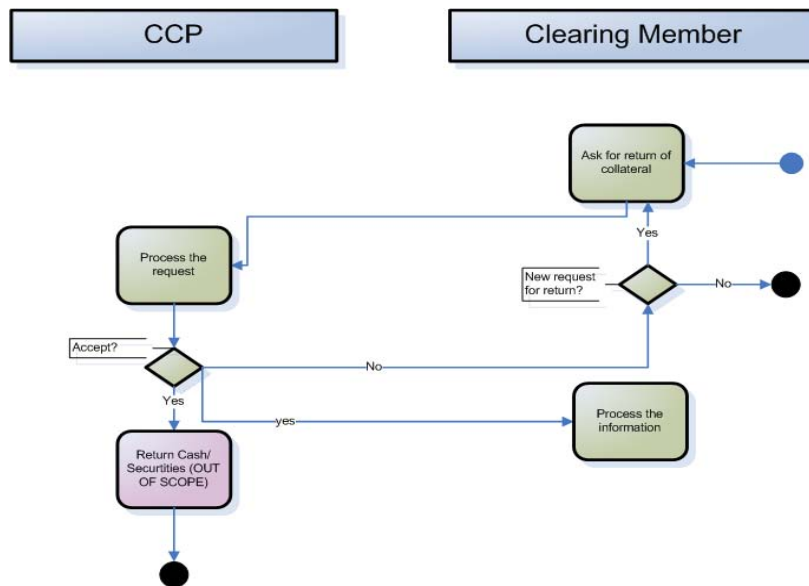 CCP
Clearing Member
Ask for return of
collateral
Yes
Process the
request
New request
for return?
No
Accept?
No
Yes
yes
Process the
information
Return Cash/
Securtities (OUT
OF SCOPE)